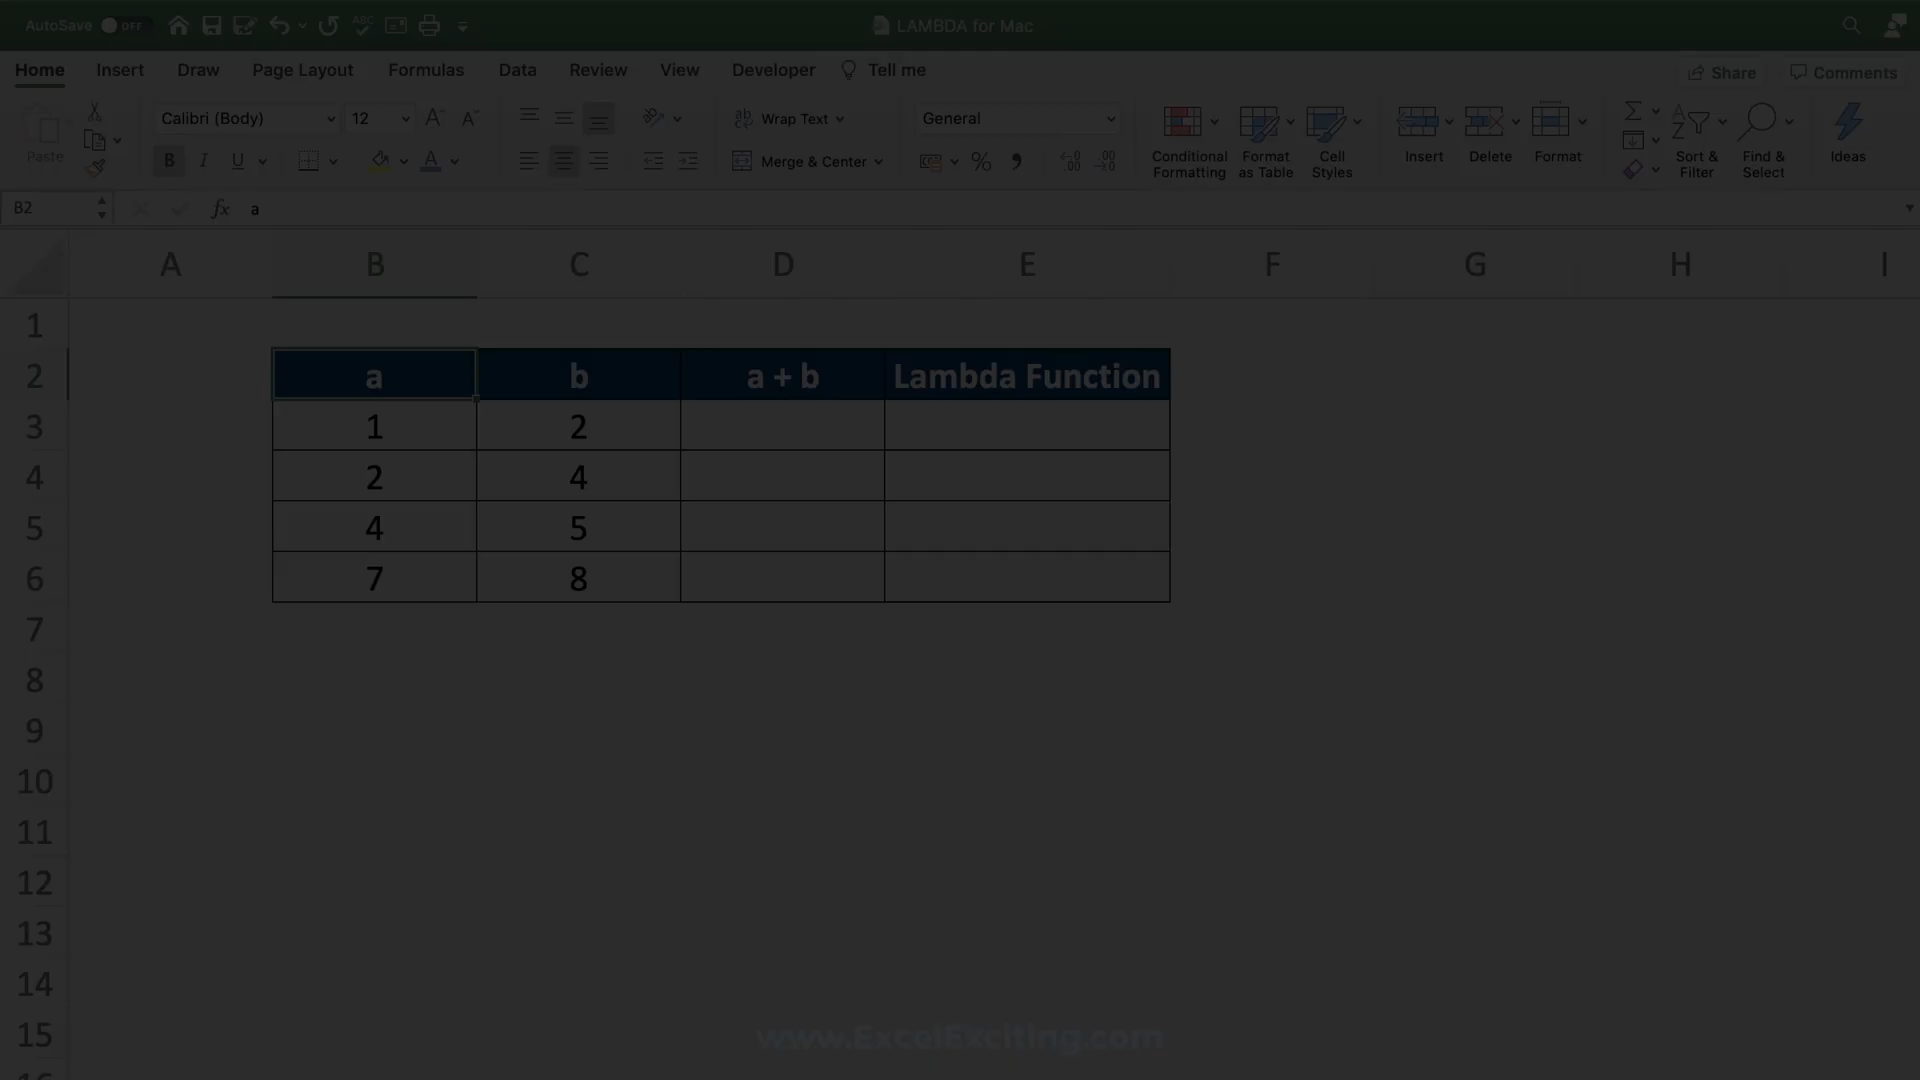 AutoSave OFF
ABC
LAMBDA for Mac
Home Insert Draw Page Layout Formulas Data Review View Developer Tell me
Share Comments
Paste
Calibri (Body) 12 A A
B I U A
ab Wrap Text
Merge & Center
General
% 9
Conditional Formatting
Format as Table
Cell Styles
Insert
Delete
Format
Sort & Filter
Find & Select
Ideas
B2 fx a
A B C D E F G H I
1
2 a b a + b Lambda Function
3 1 2
4 2 4
5 4 5
6 7 8
7
8
9
10
11
12
13
14
15
www.ExcelExciting.com